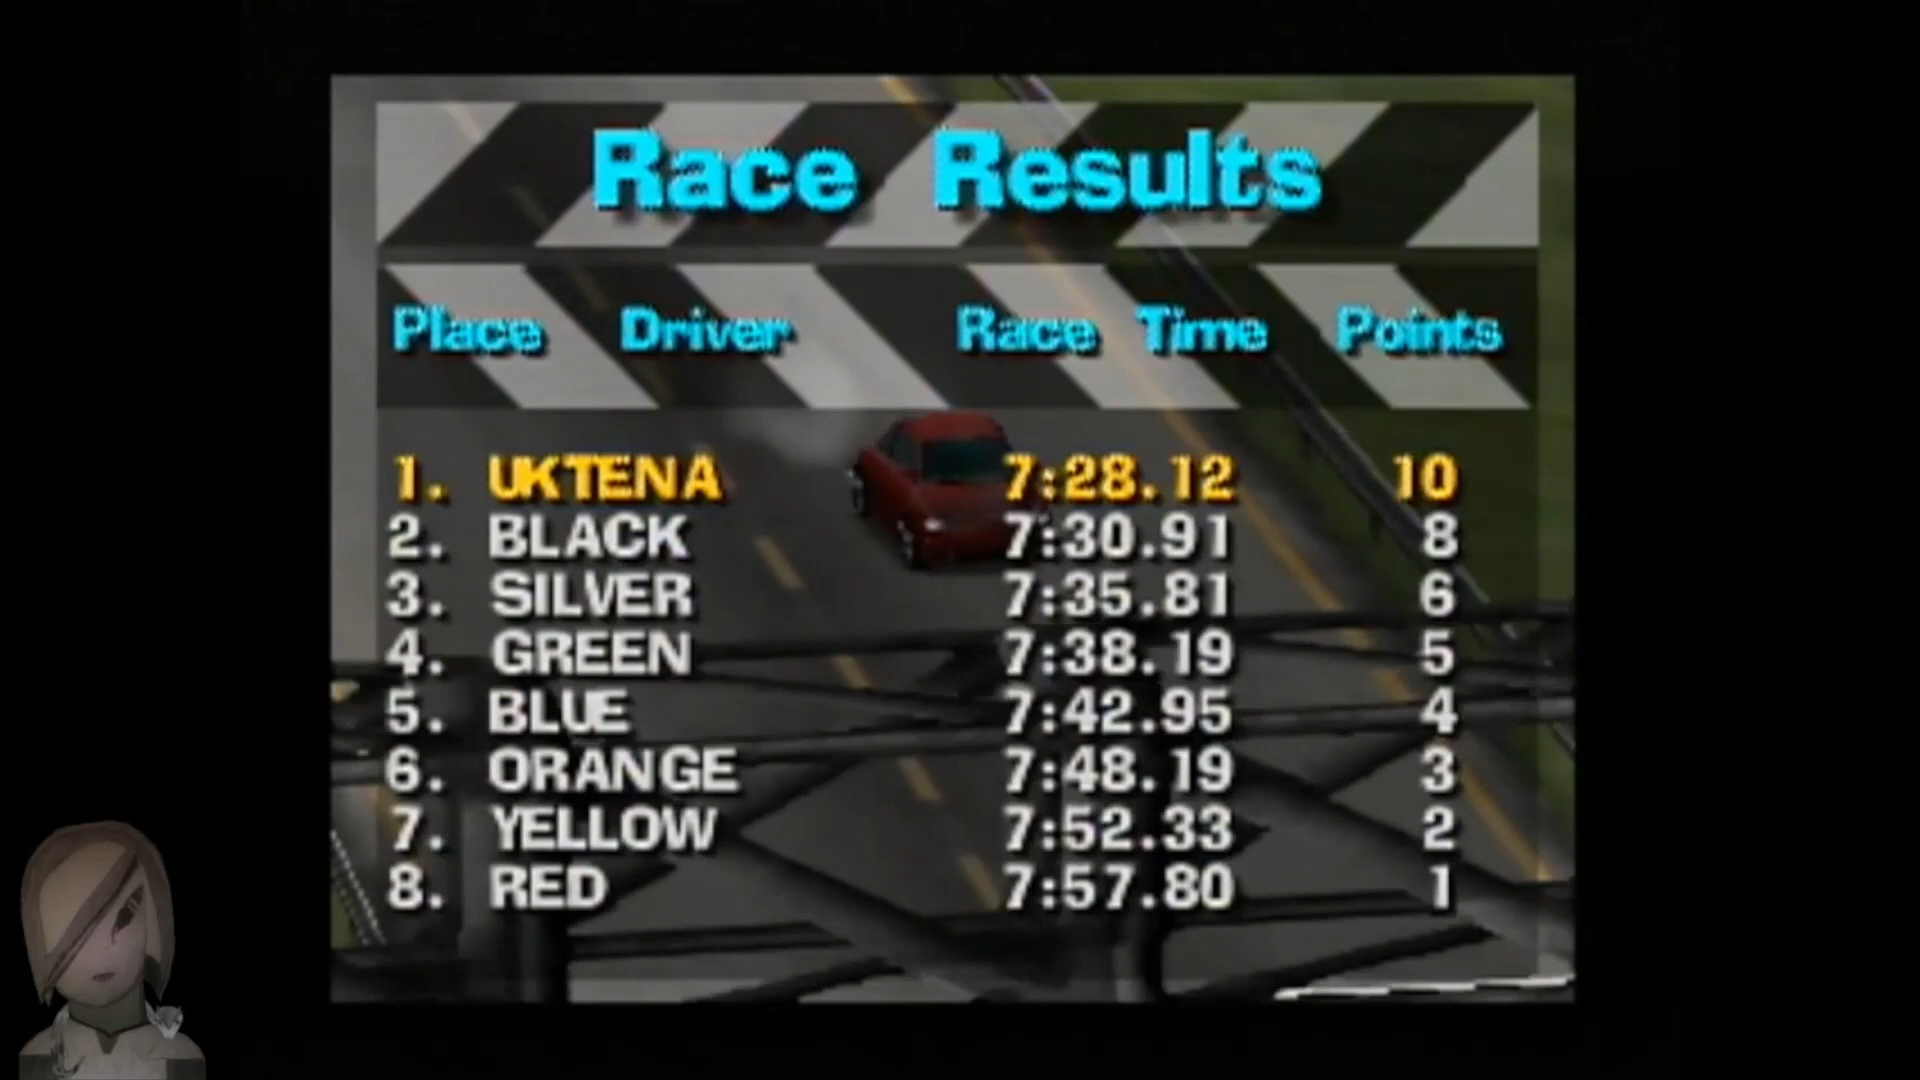 Race Results
Place Driver Race Time Points
1. UKTENA 7:28.12 10
2. BLACK 7:30.91 8
3. SILVER 7:35.81 6
4. GREEN 7:38.19 5
5. BLUE 7:42.95 4
6. ORANGE 7:48.19 3
7. YELLOW 7:52.33 2
8. RED 7:57.80 1